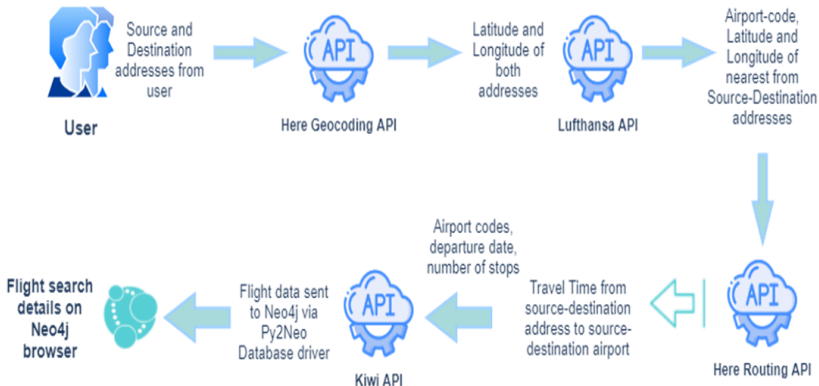 Source and
Destination
addresses from
user
User
API
Here Geocoding API
Latitude and
Longitude of
both
addresses
API
Lufthansa API
Airport-code,
Latitude and
Longitude of
nearest from
Source-Destination
addresses
API
Here Routing API
Travel Time from
source-destination
address to source-
destination airport
Airport codes,
departure date,
number of stops
API
Kiwi API
Flight data sent
to Neo4j via
Py2Neo
Database driver
Flight search
details on
Neo4j
browser